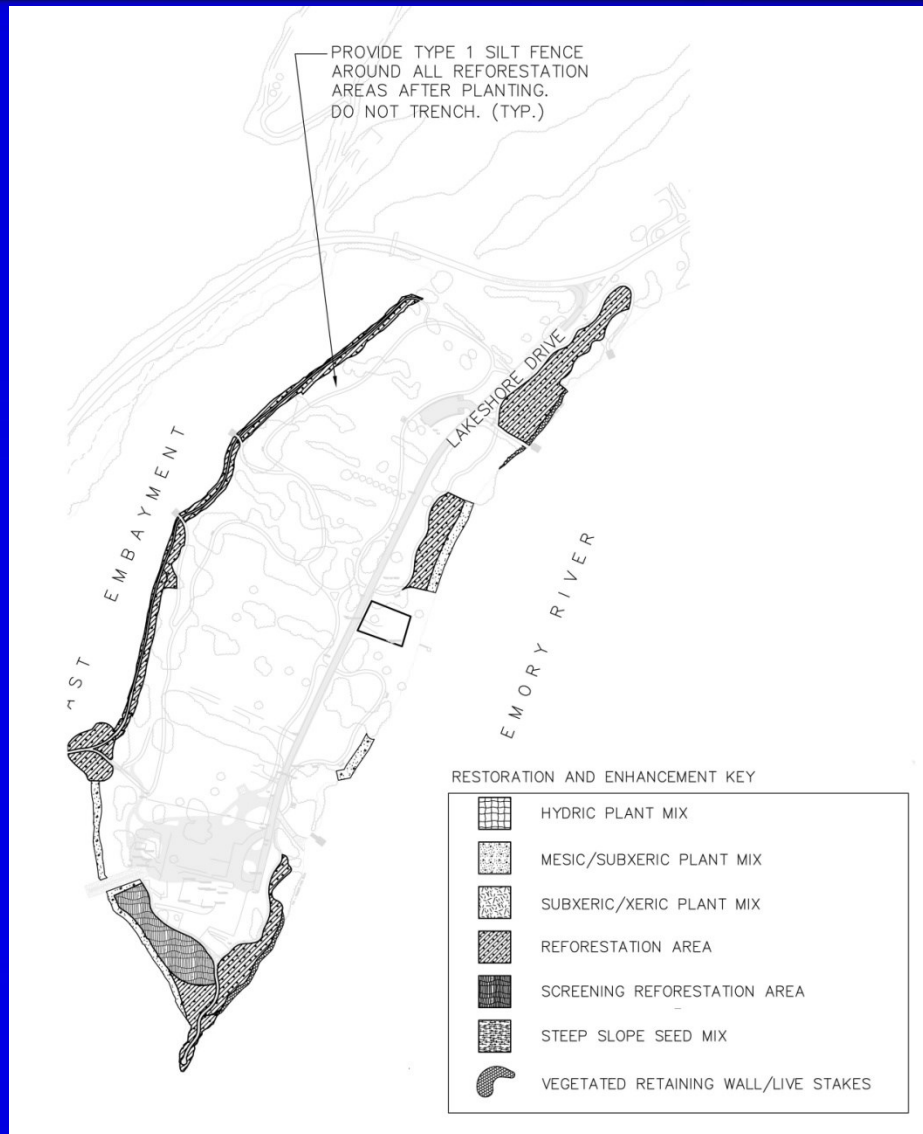 PROVIDE TYPE 1 SILT FENCE
AROUND ALL REFORESTATION
AREAS AFTER PLANTING.
DO NOT TRENCH. (TYP.)
LAKESHORE DRIVE
AST EMBAYMENT
EMORY RIVER
RESTORATION AND ENHANCEMENT KEY
HYDRIC PLANT MIX
MESIC/SUBXERIC PLANT MIX
SUBXERIC/XERIC PLANT MIX
REFORESTATION AREA
SCREENING REFORESTATION AREA
STEEP SLOPE SEED MIX
VEGETATED RETAINING WALL/LIVE STAKES